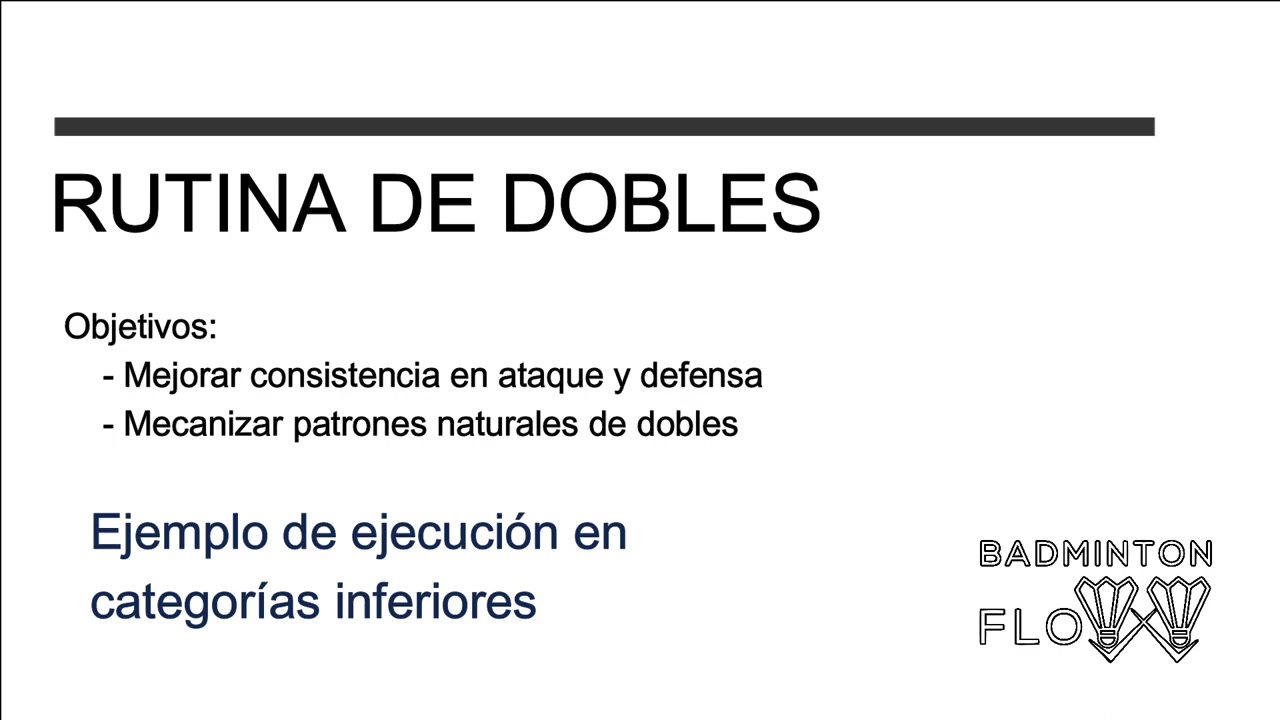 RUTINA DE DOBLES
Objetivos:
- Mejorar consistencia en ataque y defensa
- Mecanizar patrones naturales de dobles
Ejemplo de ejecución en
categorías inferiores
BADMINTON
FLOW